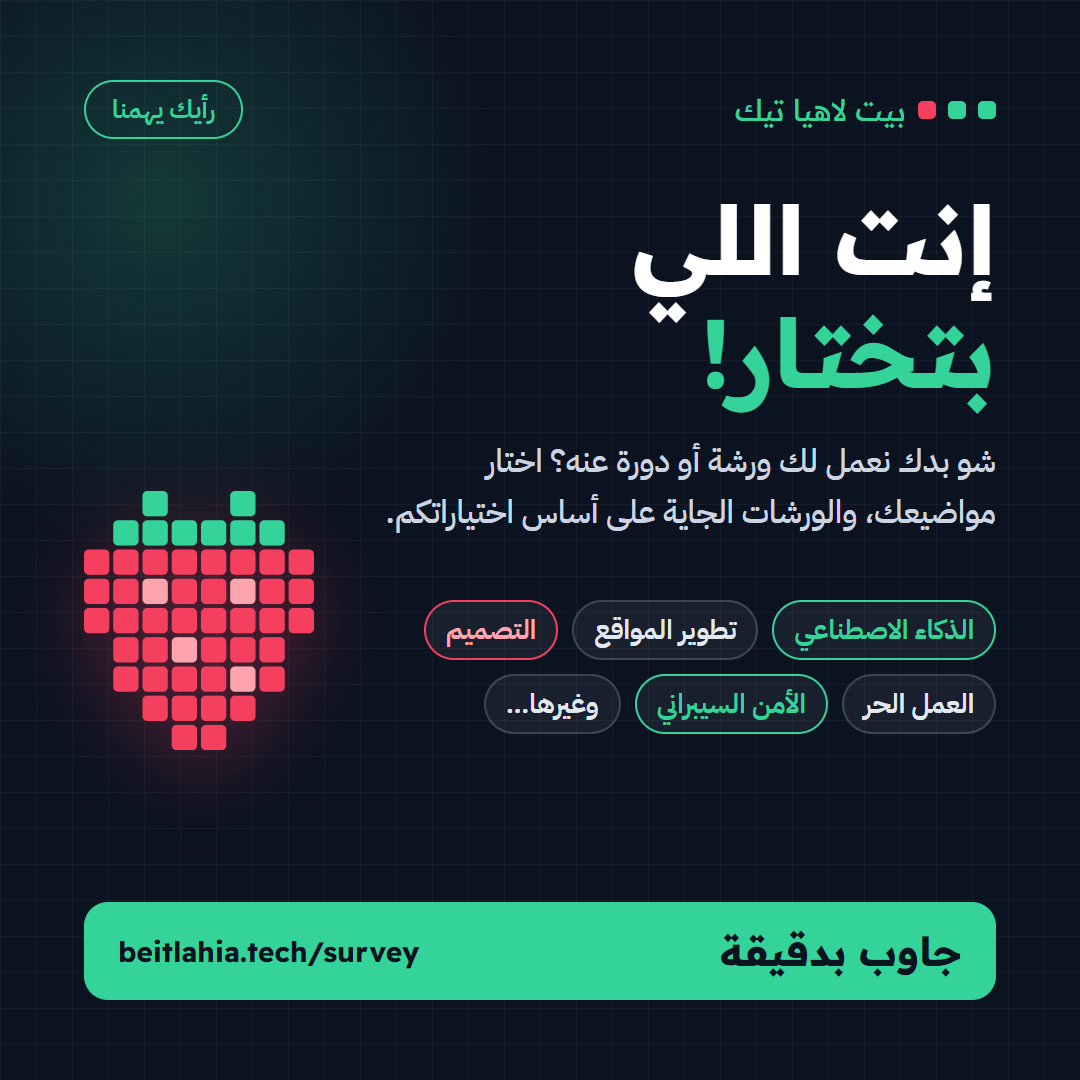 بيت لاهيا تيك
رأيك يهمنا
إنت اللي
بتختار!
شو بدك نعمل لك ورشة أو دورة عنه؟ اختار
مواضيعك، والورشات الجاية على أساس اختياراتكم.
الذكاء الاصطناعي
تطوير المواقع
التصميم
العمل الحر
الأمن السيبراني
وغيرها...
جاوب بدقيقة
beitlahia.tech/survey